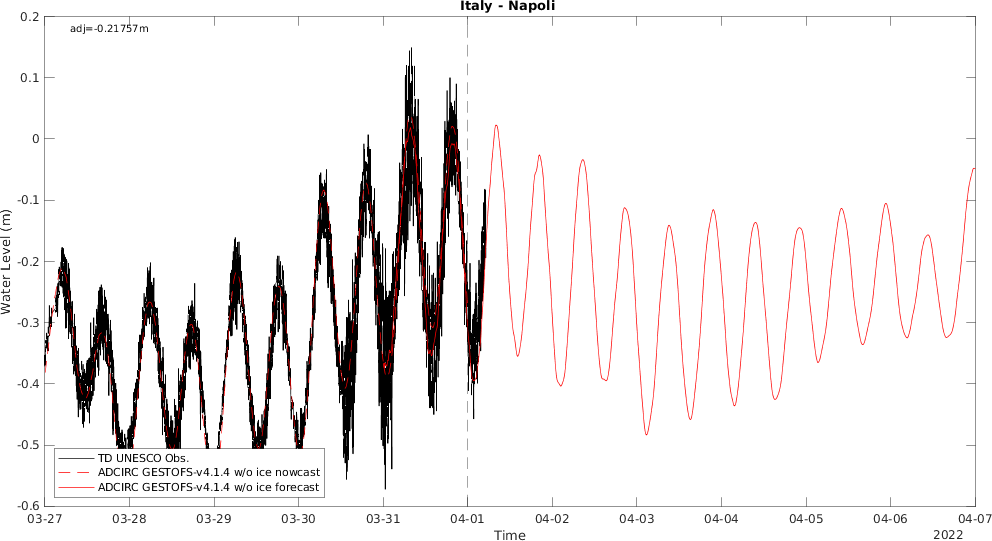 Italy - Napoli
adj=-0.21757m
Water Level (m)
0.2
0.1
0
-0.1
-0.2
-0.3
-0.4
-0.5
-0.6
TD UNESCO Obs.
ADCIRC GESTOFS-v4.1.4 w/o ice nowcast
ADCIRC GESTOFS-v4.1.4 w/o ice forecast
03-27 03-28 03-29 03-30 03-31 04-01 04-02 04-03 04-04 04-05 04-06 04-07
Time
2022